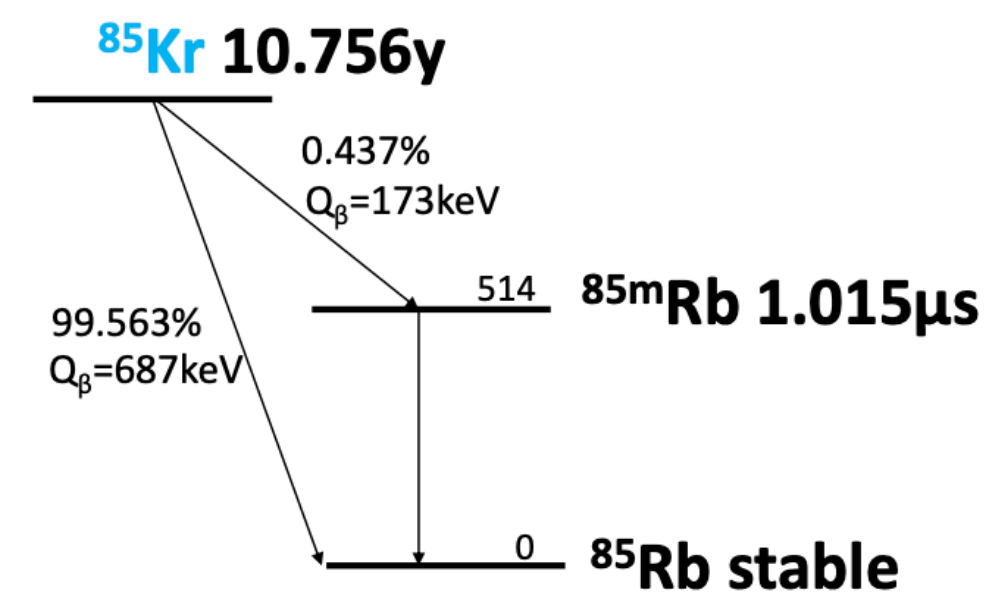 ⁸⁵Kr 10.756y
0.437%
Qᵦ=173keV
514
⁸⁵ᵐRb 1.015µs
99.563%
Qᵦ=687keV
0
⁸⁵Rb stable